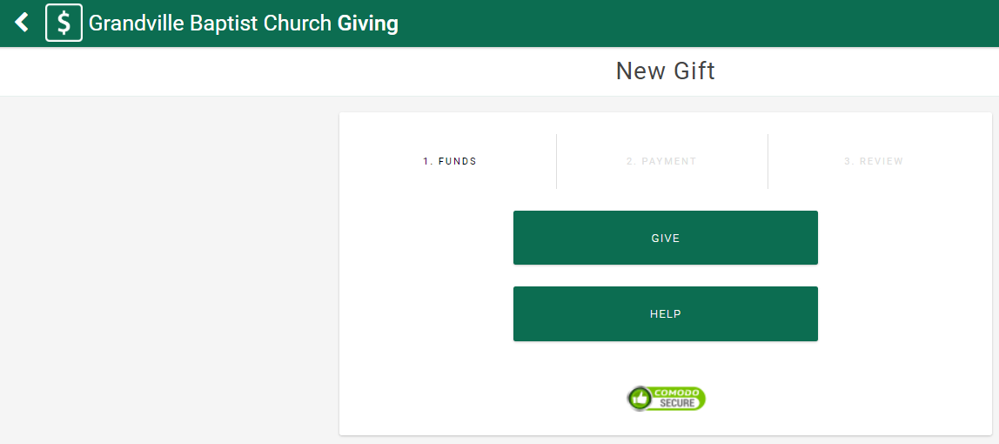 $ Grandville Baptist Church Giving
New Gift
1. FUNDS
2. PAYMENT
3. REVIEW
GIVE
HELP
COMODO
SECURE